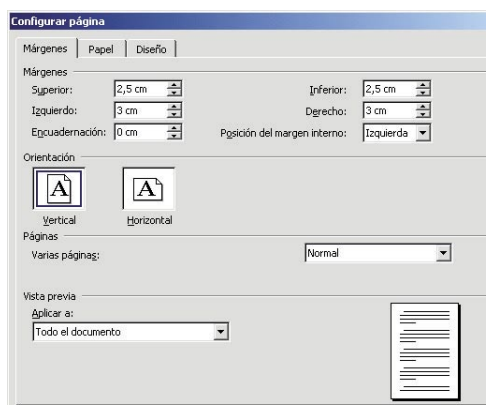 Configurar página
Márgenes Papel Diseño
Márgenes
Superior: 2,5 cm Inferior: 2,5 cm
Izquierdo: 3 cm Derecho: 3 cm
Encuadernación: 0 cm Posición del margen interno: Izquierda
Orientación
A A
Vertical Horizontal
Páginas
Varias páginas: Normal
Vista previa
Aplicar a:
Todo el documento